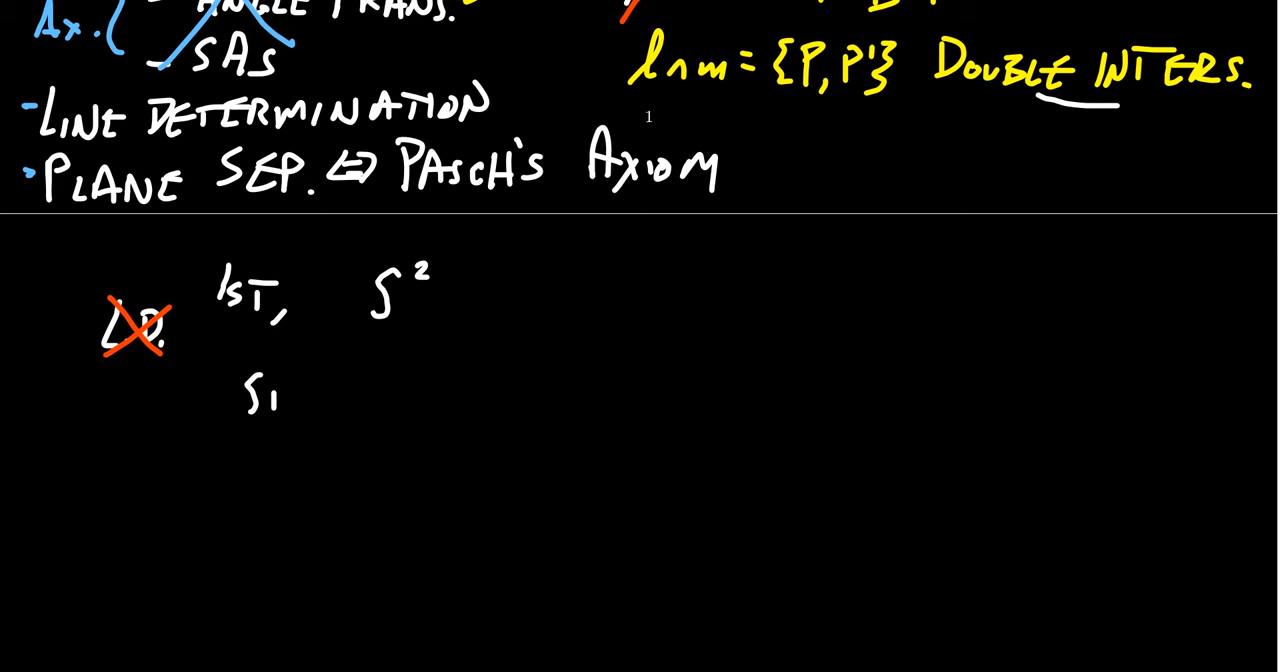 Ax. { - ANGLE TRANS.
- SAS
l∩m = {P, P'} DOUBLE INTERS.
- LINE DETERMINATION
1
- PLANE SEP. ⇔ PASCH'S AXIOM
1ST, S²
L.D.
S1